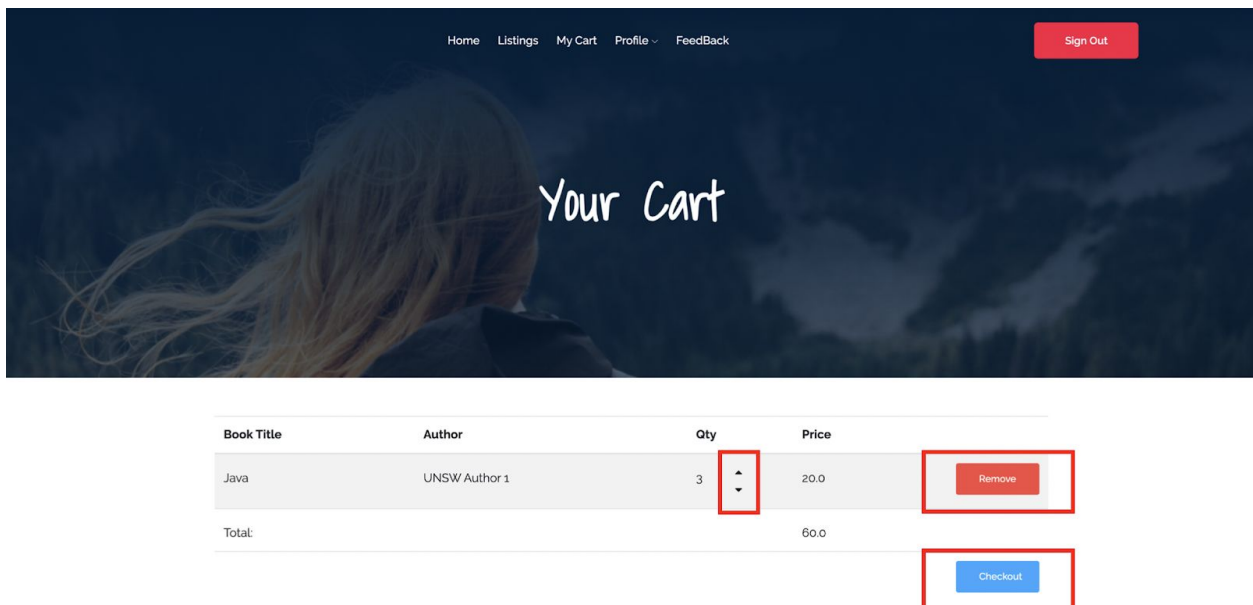 Home Listings My Cart Profile FeedBack Sign Out
Your Cart
Book Title Author Qty Price
Java UNSW Author 1 3 20.0 Remove
Total: 60.0
Checkout